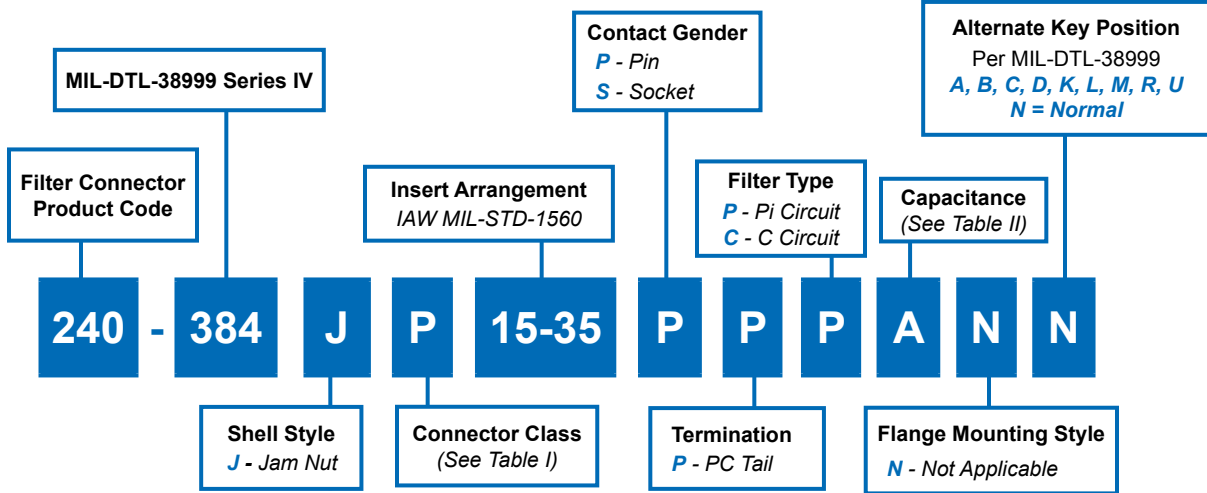 Contact Gender
P - Pin
S - Socket
Alternate Key Position
Per MIL-DTL-38999
A, B, C, D, K, L, M, R, U
N = Normal
MIL-DTL-38999 Series IV
Filter Connector
Product Code
Insert Arrangement
IAW MIL-STD-1560
Filter Type
P - Pi Circuit
C - C Circuit
Capacitance
(See Table II)
240 - 384 J P 15-35 P P P A N N
Shell Style
J - Jam Nut
Connector Class
(See Table I)
Termination
P - PC Tail
Flange Mounting Style
N - Not Applicable